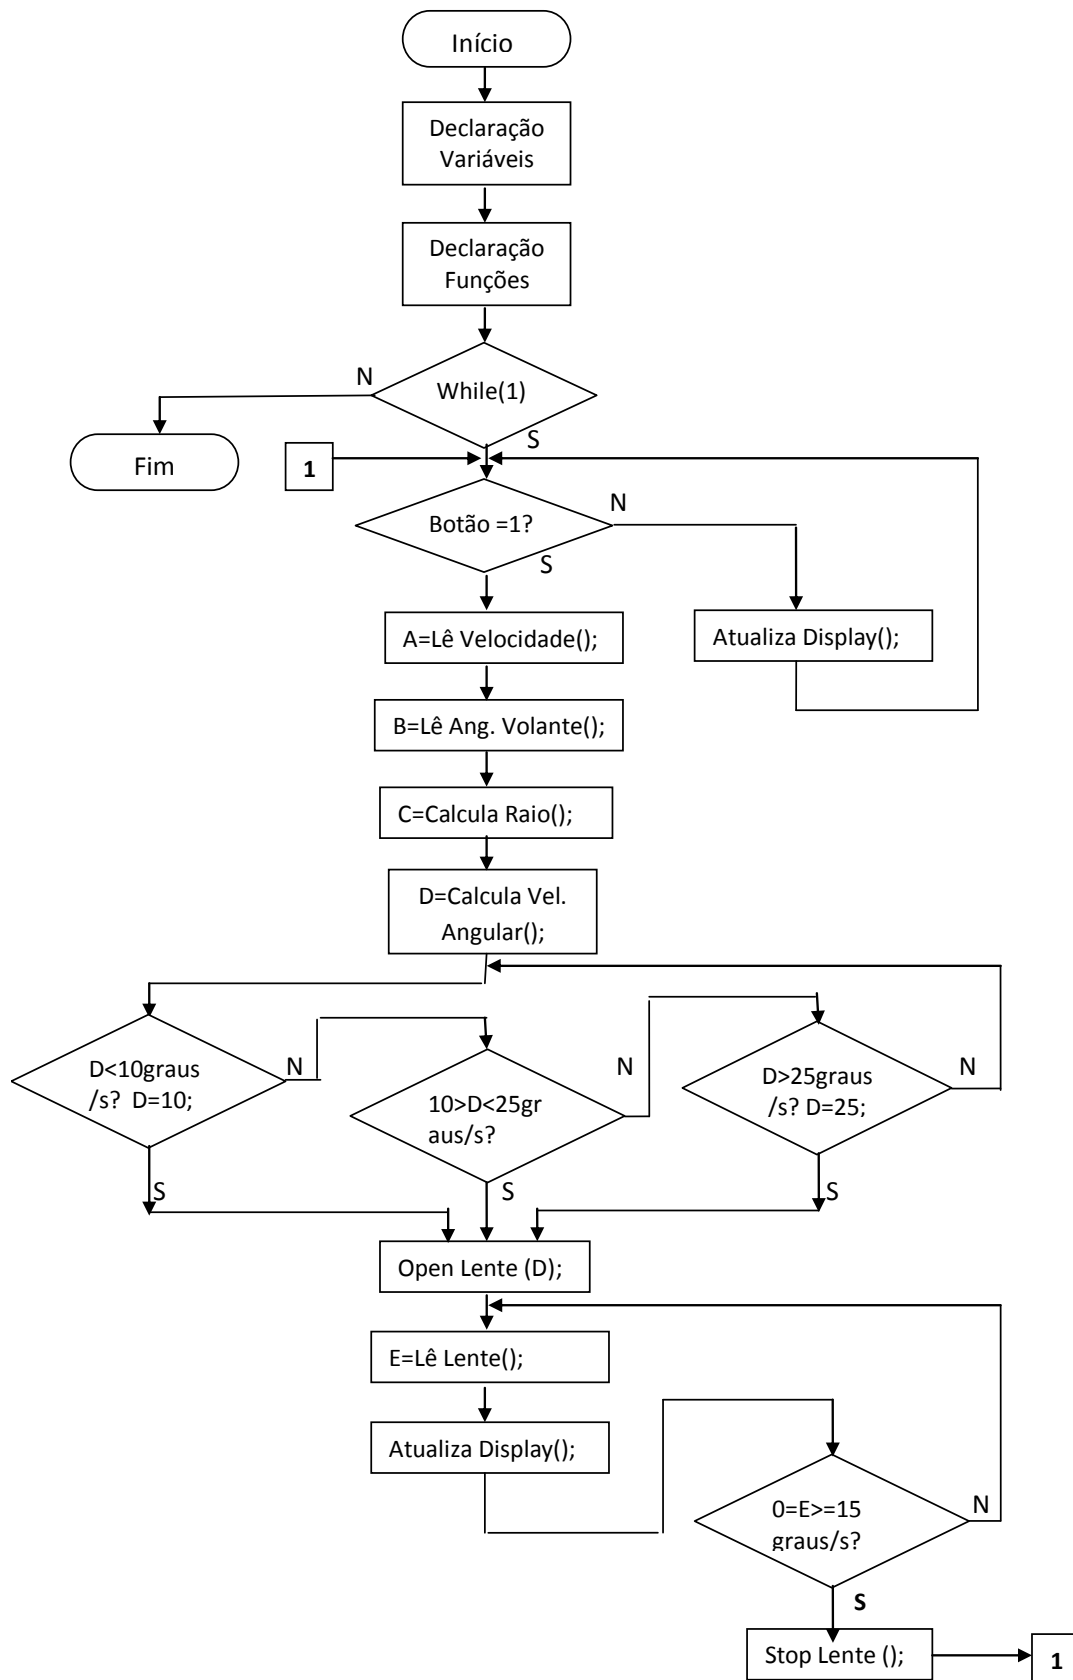 Início
Declaração
Variáveis
Declaração
Funções
While(1)
N
S
Fim
1
Botão =1?
N
S
A=Lê Velocidade();
Atualiza Display();
B=Lê Ang. Volante();
C=Calcula Raio();
D=Calcula Vel.
Angular();
D<10graus
/s? D=10;
N
10>D<25gr
aus/s?
N
D>25graus
/s? D=25;
N
S
S
S
Open Lente (D);
E=Lê Lente();
Atualiza Display();
0=E>=15
graus/s?
N
S
Stop Lente ();
1